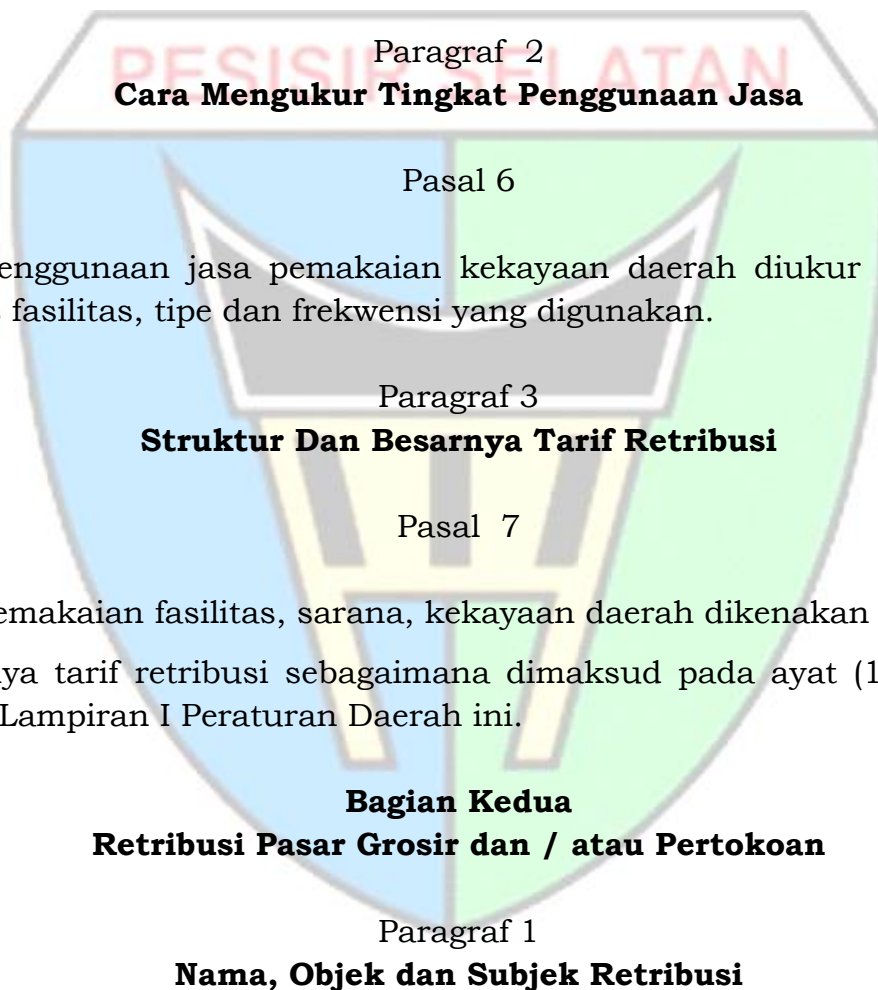 PESISIR SELATAN
Paragraf 2
Cara Mengukur Tingkat Penggunaan Jasa
Pasal 6
enggunaan jasa pemakaian kekayaan daerah diukur
fasilitas, tipe dan frekwensi yang digunakan.
Paragraf 3
Struktur Dan Besarnya Tarif Retribusi
Pasal 7
emakaian fasilitas, sarana, kekayaan daerah dikenakan
ya tarif retribusi sebagaimana dimaksud pada ayat (1
Lampiran I Peraturan Daerah ini.
Bagian Kedua
Retribusi Pasar Grosir dan / atau Pertokoan
Paragraf 1
Nama, Objek dan Subjek Retribusi